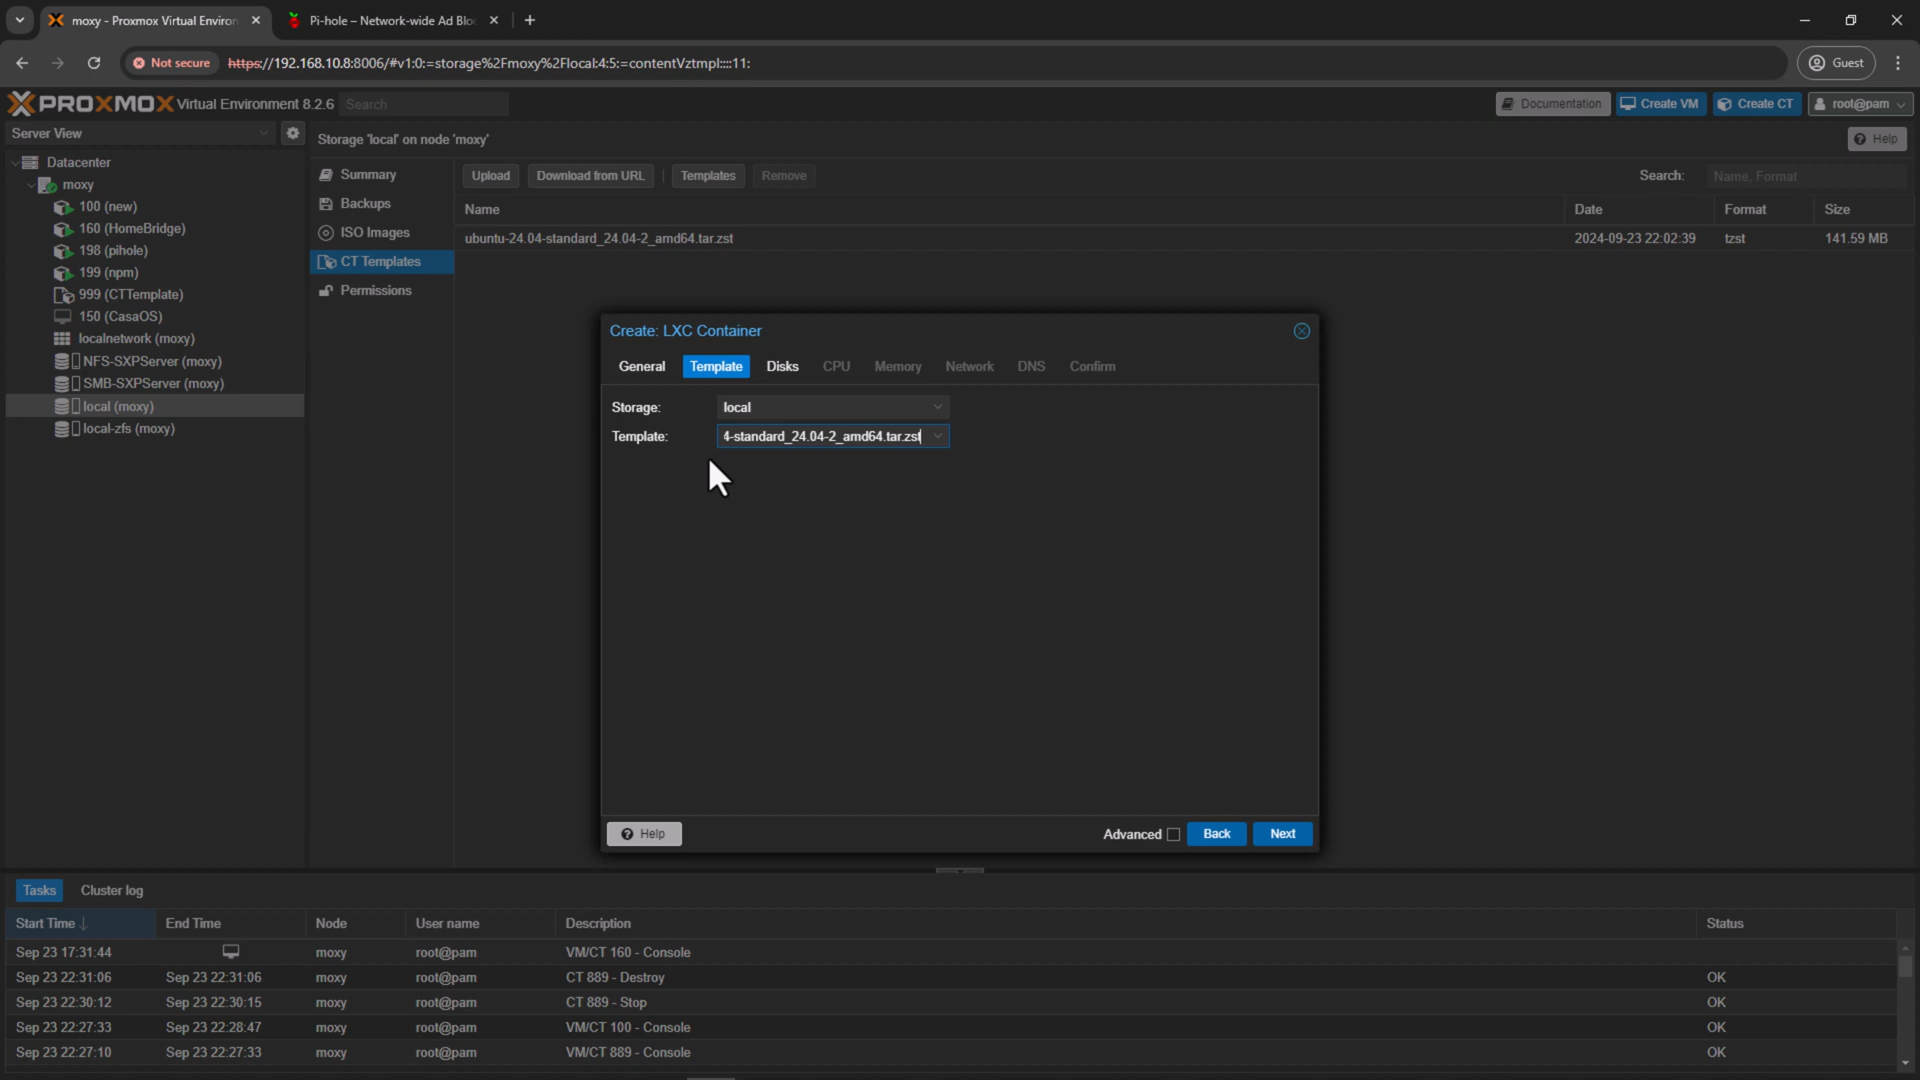 moxy - Proxmox Virtual Environ
Pi-hole – Network-wide Ad Blo
Not secure
https://192.168.10.8:8006/#v1:0:=storage%2Fmoxy%2Flocal:4:5:=contentVztmpl::::11:
Guest
PROXMOX Virtual Environment 8.2.6
Search
Documentation
Create VM
Create CT
root@pam
Server View
Storage 'local' on node 'moxy'
Help
Datacenter
moxy
100 (new)
160 (HomeBridge)
198 (pihole)
199 (npm)
999 (CTTemplate)
150 (CasaOS)
localnetwork (moxy)
NFS-SXPServer (moxy)
SMB-SXPServer (moxy)
local (moxy)
local-zfs (moxy)
Summary
Backups
ISO Images
CT Templates
Permissions
Upload
Download from URL
Templates
Remove
Search:
Name, Format
Name Date Format Size
ubuntu-24.04-standard_24.04-2_amd64.tar.zst 2024-09-23 22:02:39 tzst 141.59 MB
Create: LXC Container
General Template Disks CPU Memory Network DNS Confirm
Storage: local
Template: 4-standard_24.04-2_amd64.tar.zst
Help
Advanced
Back
Next
Tasks
Cluster log
Start Time End Time Node User name Description Status
Sep 23 17:31:44 moxy root@pam VM/CT 160 - Console
Sep 23 22:31:06 Sep 23 22:31:06 moxy root@pam CT 889 - Destroy OK
Sep 23 22:30:12 Sep 23 22:30:15 moxy root@pam CT 889 - Stop OK
Sep 23 22:27:33 Sep 23 22:28:47 moxy root@pam VM/CT 100 - Console OK
Sep 23 22:27:10 Sep 23 22:27:33 moxy root@pam VM/CT 889 - Console OK